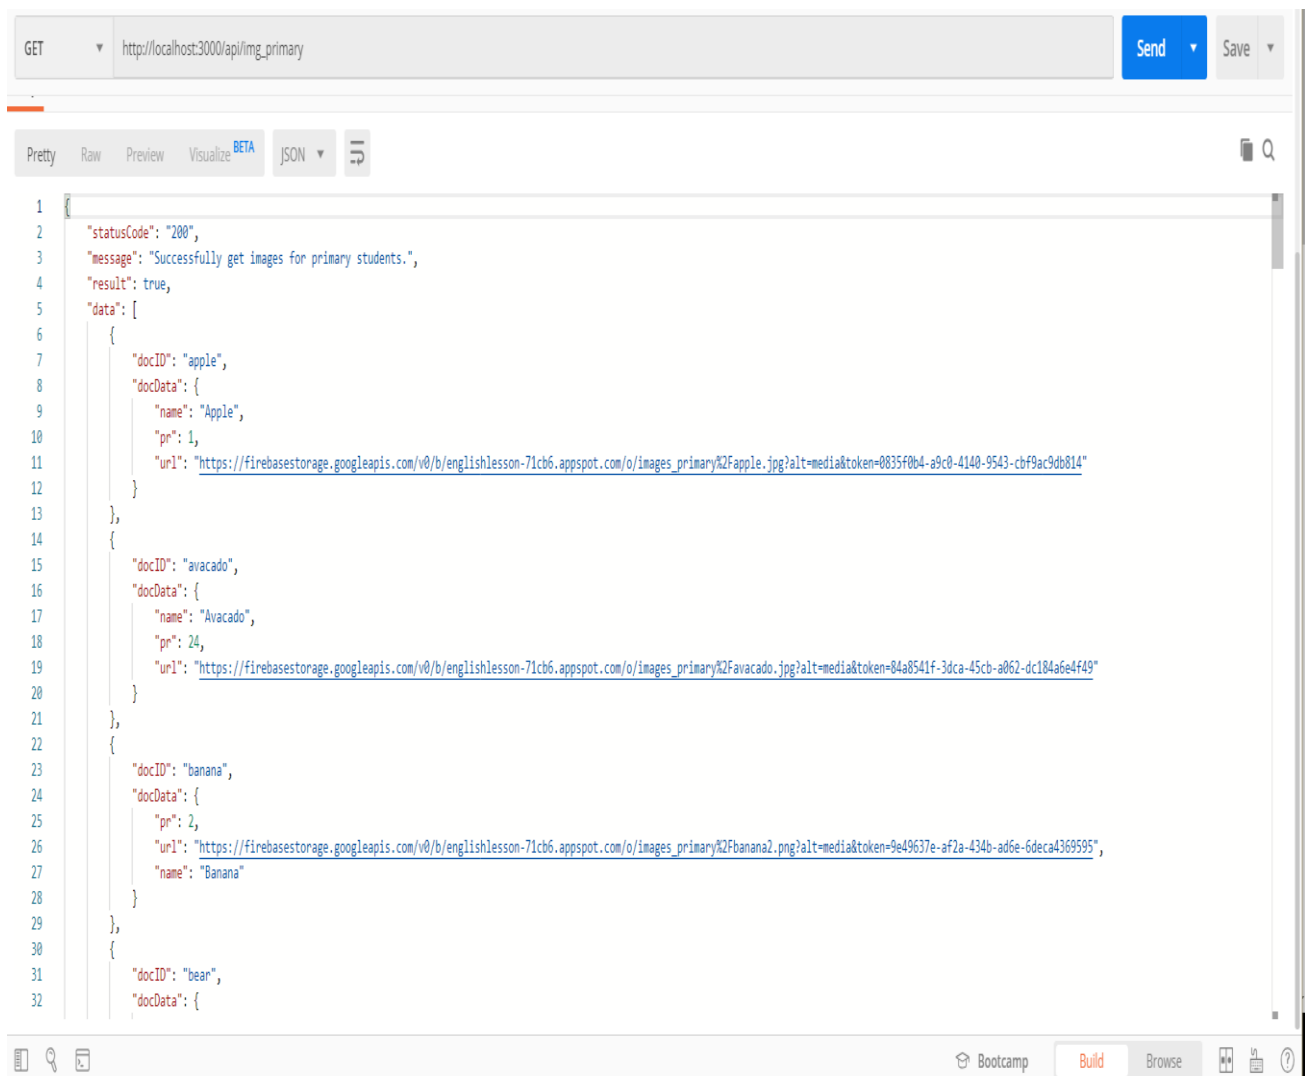 GET http://localhost:3000/api/img_primary Send Save
Pretty Raw Preview Visualize BETA JSON
1 {
2 "statusCode": "200",
3 "message": "Successfully get images for primary students.",
4 "result": true,
5 "data": [
6 {
7 "docID": "apple",
8 "docData": {
9 "name": "Apple",
10 "pr": 1,
11 "url": "https://firebasestorage.googleapis.com/v0/b/englishlesson-71cb6.appspot.com/o/images_primary%2Fapple.jpg?alt=media&token=0835f0b4-a9c0-4140-9543-cbf9ac9db814"
12 }
13 },
14 {
15 "docID": "avacado",
16 "docData": {
17 "name": "Avacado",
18 "pr": 24,
19 "url": "https://firebasestorage.googleapis.com/v0/b/englishlesson-71cb6.appspot.com/o/images_primary%2Favacado.jpg?alt=media&token=84a8541f-3dca-45cb-a062-dc184a6e4f49"
20 }
21 },
22 {
23 "docID": "banana",
24 "docData": {
25 "pr": 2,
26 "url": "https://firebasestorage.googleapis.com/v0/b/englishlesson-71cb6.appspot.com/o/images_primary%2Fbanana2.png?alt=media&token=9e49637e-af2a-434b-ad6e-6deca4369595",
27 "name": "Banana"
28 }
29 },
30 {
31 "docID": "bear",
32 "docData": {
Bootcamp Build Browse